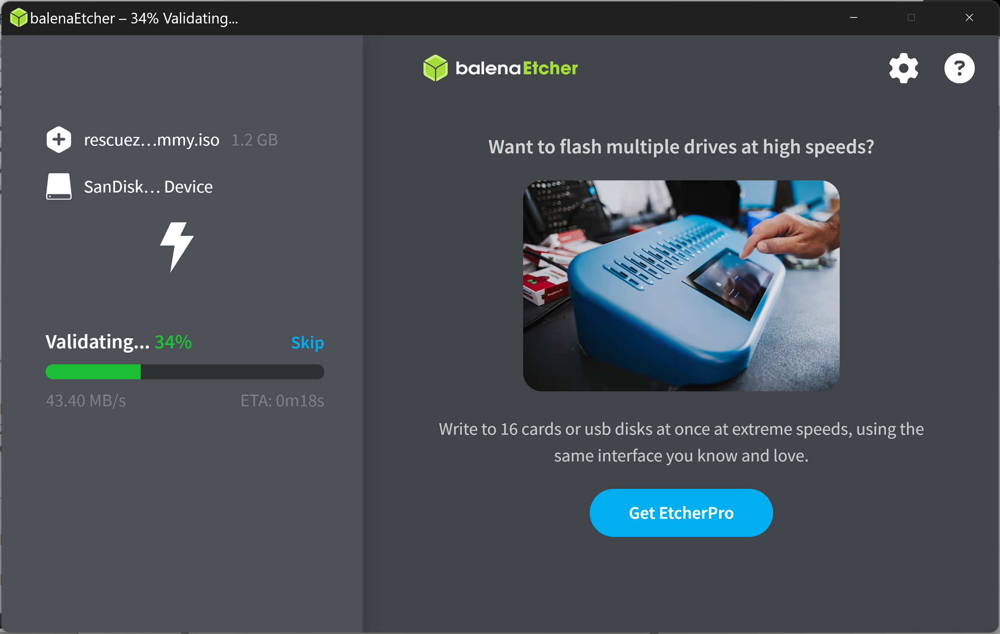 balenaEtcher – 34% Validating...
balenaEtcher
rescuez...mmy.iso 1.2 GB
SanDisk... Device
Validating... 34% Skip
43.40 MB/s ETA: 0m18s
Want to flash multiple drives at high speeds?
Raspberry Pi
Write to 16 cards or usb disks at once at extreme speeds, using the
same interface you know and love.
Get EtcherPro